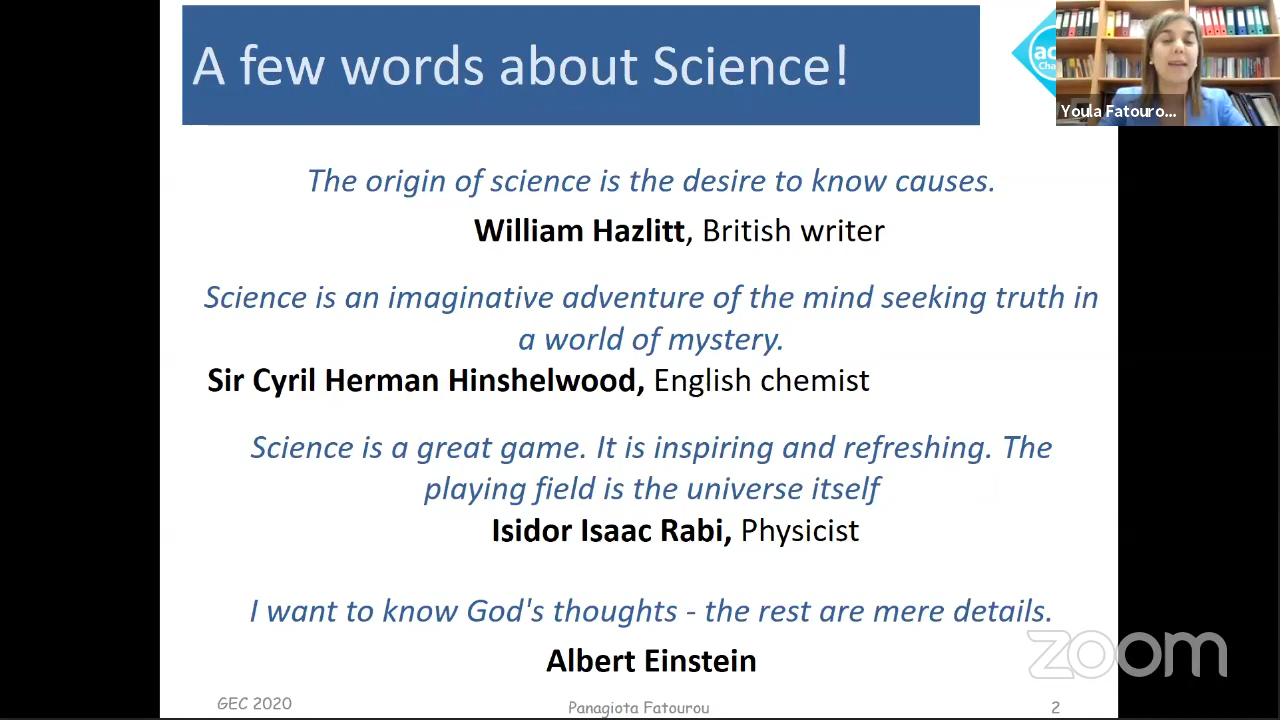 A few words about Science!
Youla Fatouro...
The origin of science is the desire to know causes.
William Hazlitt, British writer
Science is an imaginative adventure of the mind seeking truth in
a world of mystery.
Sir Cyril Herman Hinshelwood, English chemist
Science is a great game. It is inspiring and refreshing. The
playing field is the universe itself
Isidor Isaac Rabi, Physicist
I want to know God's thoughts - the rest are mere details.
Albert Einstein
zoom
GEC 2020
Panagiota Fatourou
2